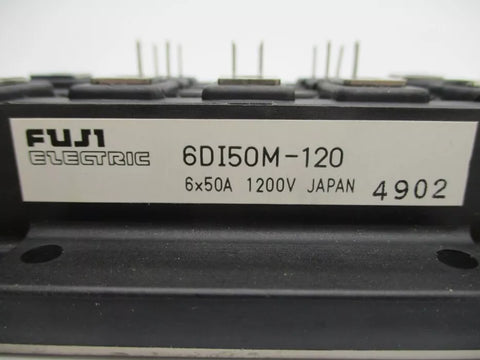 FUJI
ELECTRIC
6DI50M-120
6x50A 1200V JAPAN 4902